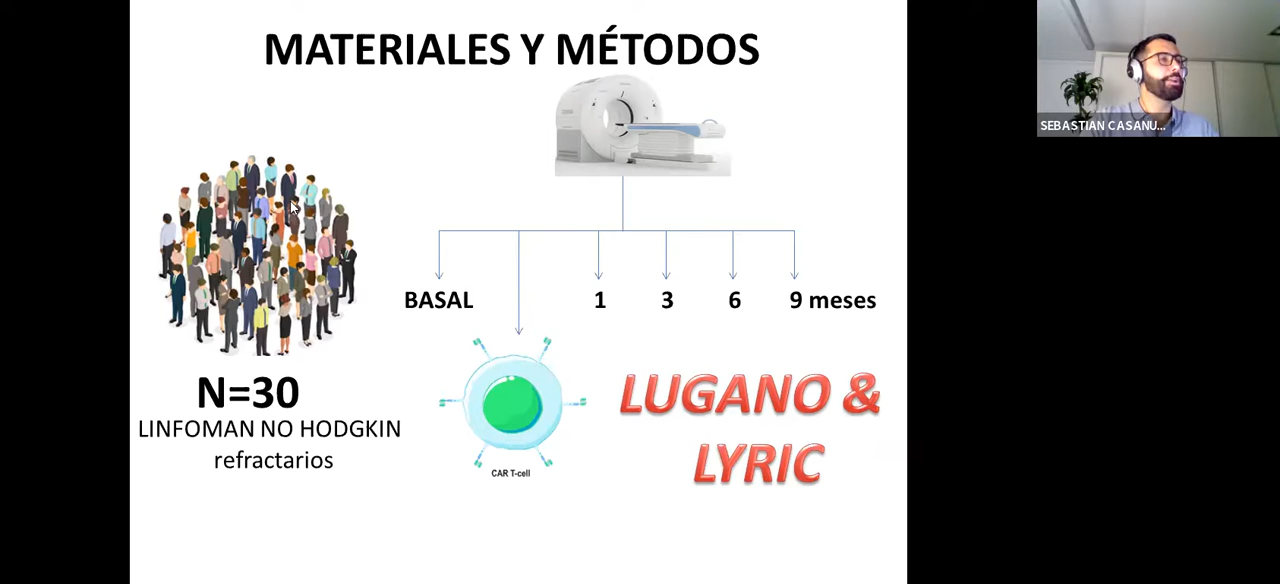 MATERIALES Y MÉTODOS
SEBASTIAN CASANU...
BASAL 1 3 6 9 meses
N=30
LINFOMAN NO HODGKIN
refractarios
CAR T-cell
LUGANO &
LYRIC